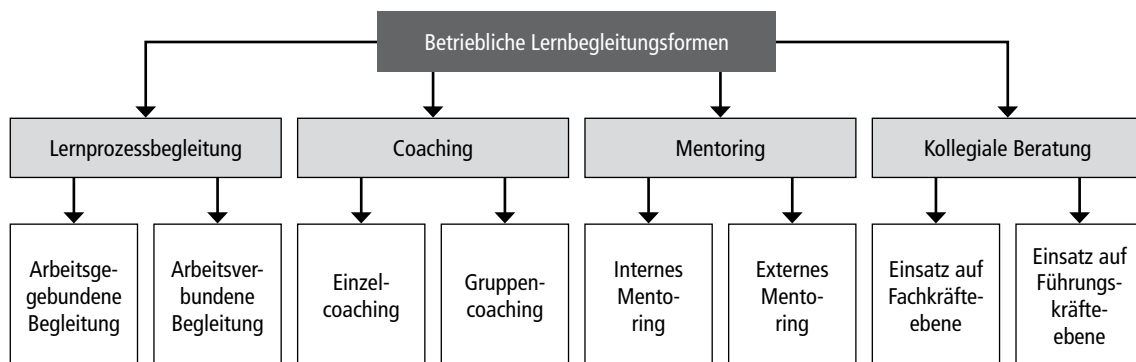 Betriebliche Lernbegleitungsformen
Lernprozessbegleitung
Coaching
Mentoring
Kollegiale Beratung
Arbeitsge-
gebundene
Begleitung
Arbeitsver-
bundene
Begleitung
Einzel-
coaching
Gruppen-
coaching
Internes
Mento-
ring
Externes
Mento-
ring
Einsatz auf
Fachkräfte-
ebene
Einsatz auf
Führungs-
kräfte-
ebene